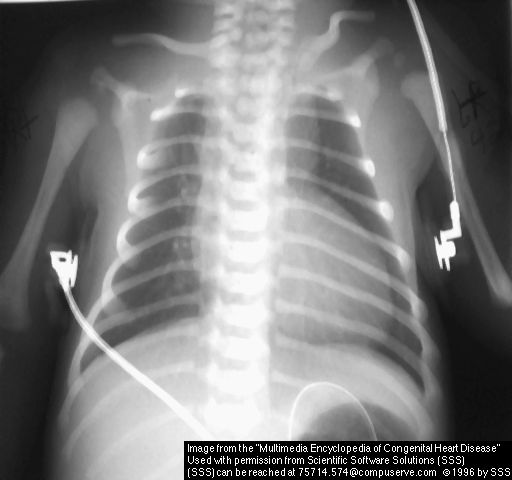 Image from the "Multimedia Encyclopedia of Congenital Heart Disease"
Used with permission from Scientific Software Solutions (SSS)
(SSS) can be reached at 75714.574@compuserve.com ©1996 by SSS